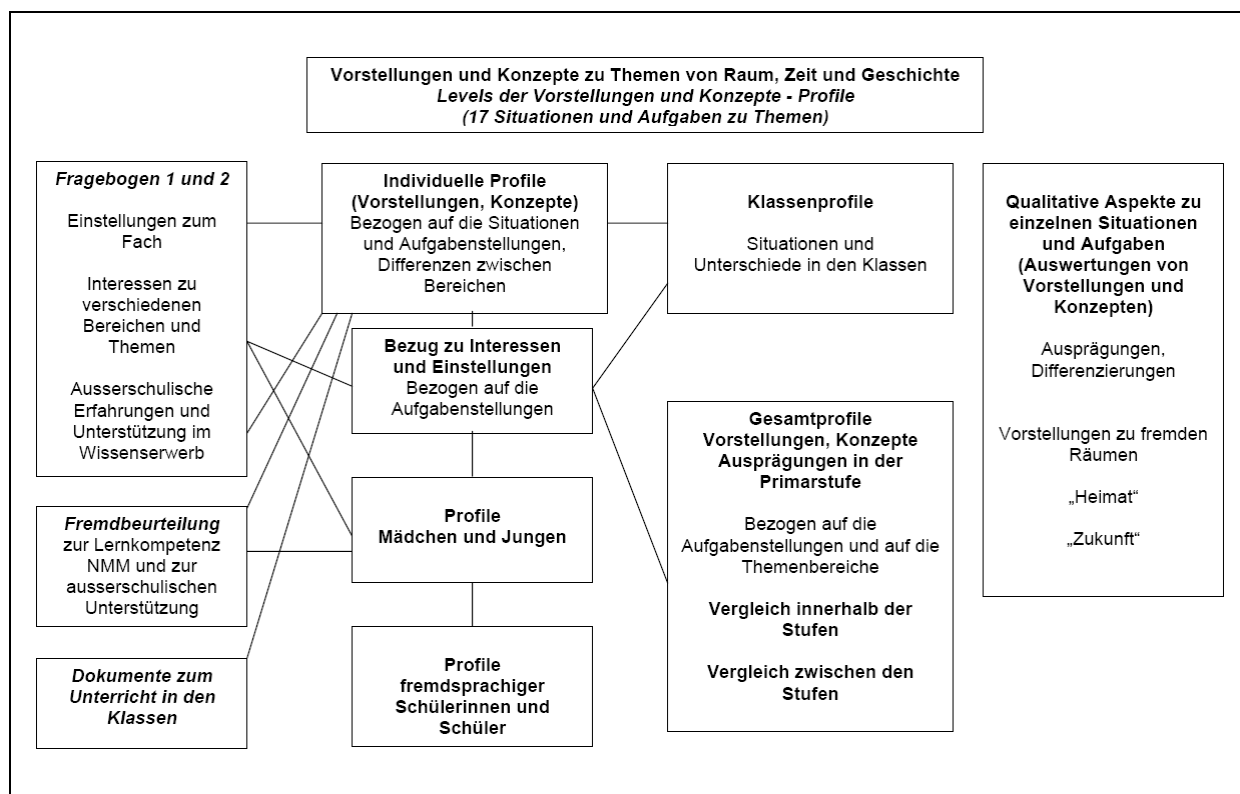 Vorstellungen und Konzepte zu Themen von Raum, Zeit und Geschichte
Levels der Vorstellungen und Konzepte - Profile
(17 Situationen und Aufgaben zu Themen)
Fragebogen 1 und 2
Einstellungen zum
Fach
Interessen zu
verschiedenen
Bereichen und
Themen
Ausserschulische
Erfahrungen und
Unterstützung im
Wissenserwerb
Fremdbeurteilung
zur Lernkompetenz
NMM und zur
ausserschulischen
Unterstützung
Dokumente zum
Unterricht in den
Klassen
Individuelle Profile
(Vorstellungen, Konzepte)
Bezogen auf die Situationen
und Aufgabenstellungen,
Differenzen zwischen
Bereichen
Bezug zu Interessen
und Einstellungen
Bezogen auf die
Aufgabenstellungen
Profile
Mädchen und Jungen
Profile
fremdsprachiger
Schülerinnen und
Schüler
Klassenprofile
Situationen und
Unterschiede in den Klassen
Gesamtprofile
Vorstellungen, Konzepte
Ausprägungen in der
Primarstufe
Bezogen auf die
Aufgabenstellungen und auf die
Themenbereiche
Vergleich innerhalb der
Stufen
Vergleich zwischen den
Stufen
Qualitative Aspekte zu
einzelnen Situationen
und Aufgaben
(Auswertungen von
Vorstellungen und
Konzepten)
Ausprägungen,
Differenzierungen
Vorstellungen zu fremden
Räumen
„Heimat“
„Zukunft“